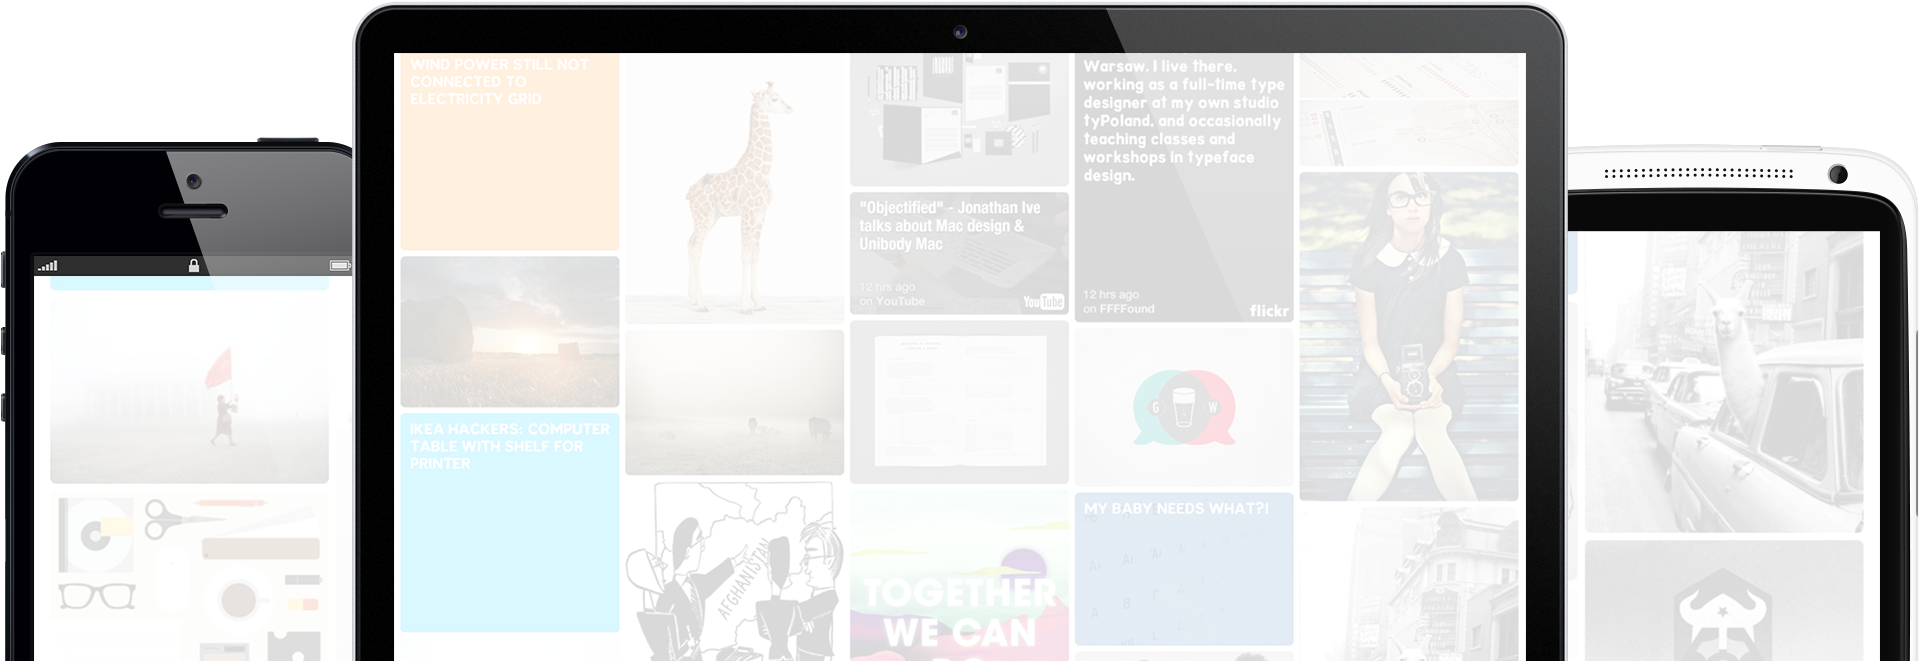 WIND POWER STILL NOT
CONNECTED TO
ELECTRICITY GRID
IKEA HACKERS: COMPUTER
TABLE WITH SHELF FOR
PRINTER
AFGHANISTAN
"Objectified" - Jonathan Ive
talks about Mac design &
Unibody Mac
12 hrs ago
on YouTube
YouTube
TOGETHER
WE CAN
DO
Warsaw. I live there.
working as a full-time type
designer at my own studio
tyPoland. and occasionally
teaching classes and
workshops in typeface
design.
12 hrs ago
on FFFFound
flickr
G W
MY BABY NEEDS WHAT?!